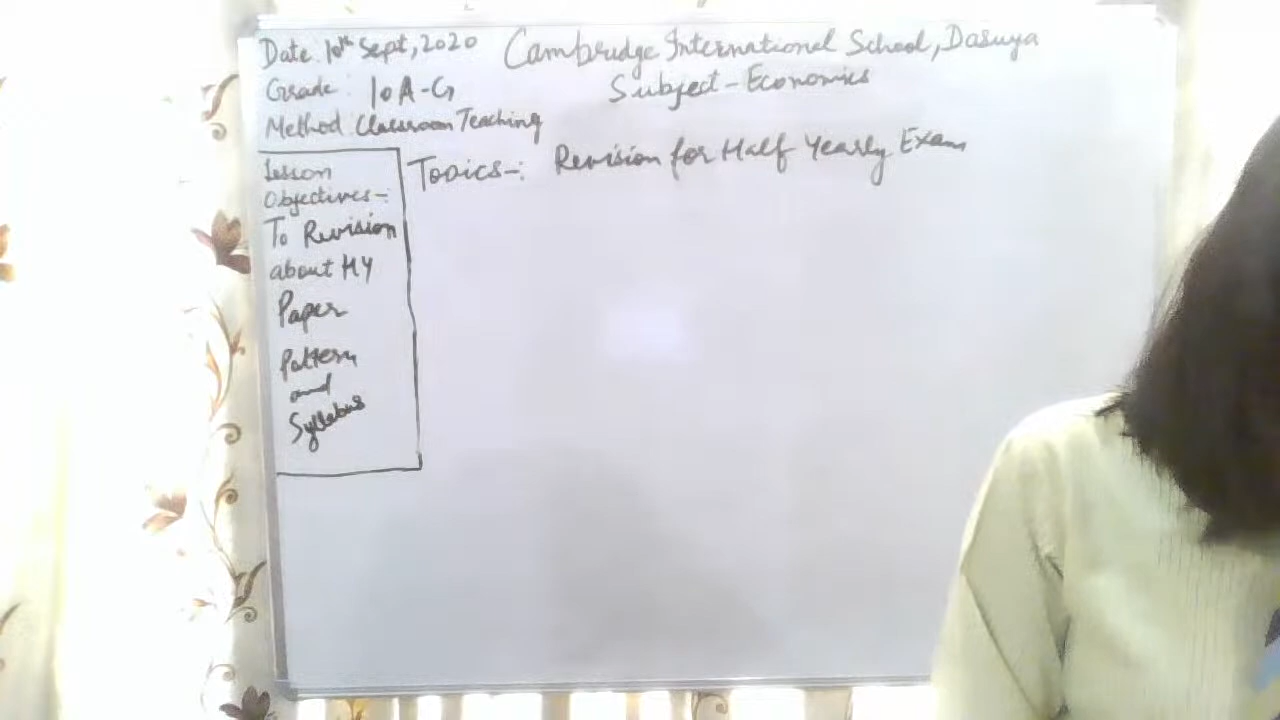 Date 10th Sept, 2020
Cambridge International School, Dasuya
Grade : 10 A-G
Subject - Economics
Method Classroom Teaching
Topics-: Revision for Half Yearly Exam
Lesson
Objectives-:
To Revision
about HY
Paper
Pattern
and
Syllabus